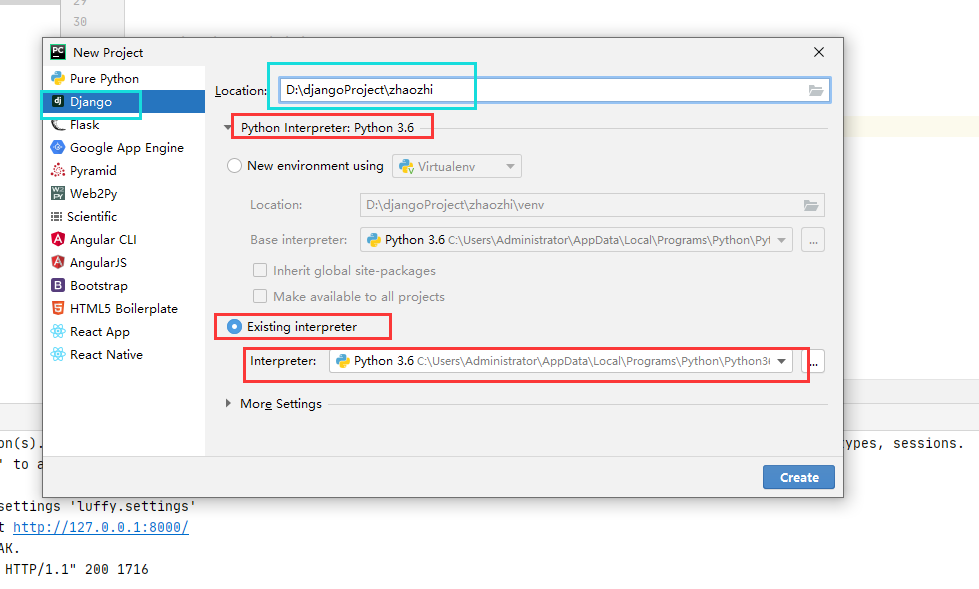 29
30
New Project
Pure Python
Django
Flask
Google App Engine
Pyramid
Web2Py
Scientific
Angular CLI
AngularJS
Bootstrap
HTML5 Boilerplate
React App
React Native
Location: D:\djangoProject\zhaozhi
Python Interpreter: Python 3.6
New environment using Virtualenv
Location: D:\djangoProject\zhaozhi\venv
Base interpreter: Python 3.6 C:\Users\Administrator\AppData\Local\Programs\Python\Pyt ...
Inherit global site-packages
Make available to all projects
Existing interpreter
Interpreter: Python 3.6 C:\Users\Administrator\AppData\Local\Programs\Python\Python36 ...
More Settings
Create
on(s). ypes, sessions.
' to a
settings 'luffy.settings'
t http://127.0.0.1:8000/
AK.
HTTP/1.1" 200 1716